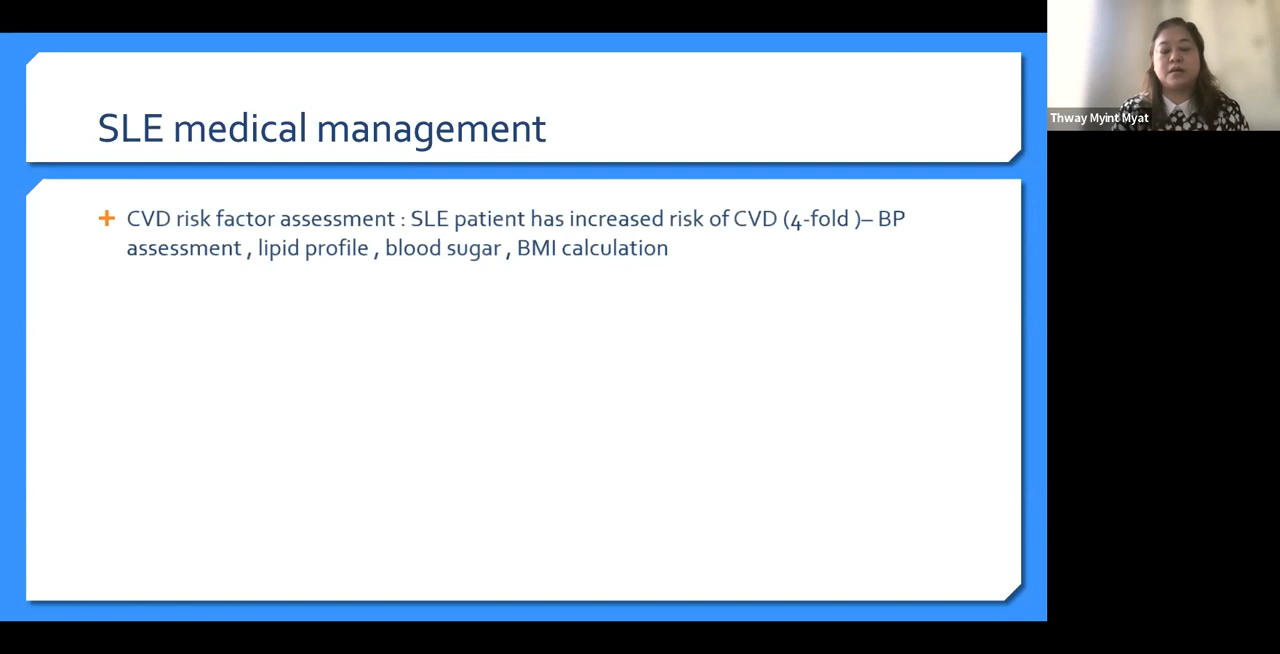 SLE medical management
CVD risk factor assessment : SLE patient has increased risk of CVD (4-fold )– BP
assessment , lipid profile , blood sugar , BMI calculation
Thway Myint Myat